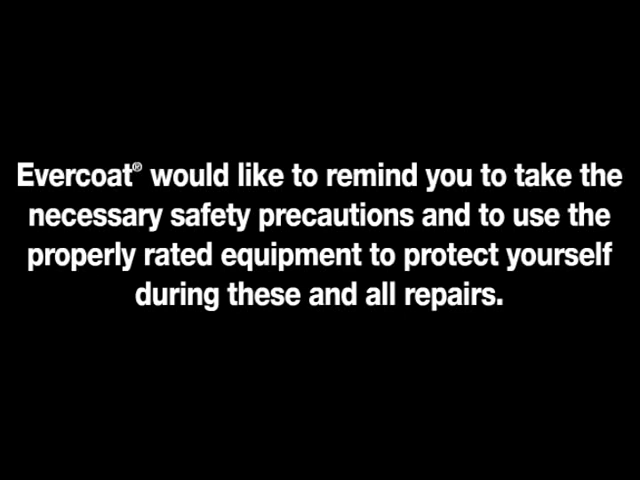 Evercoat® would like to remind you to take the
necessary safety precautions and to use the
properly rated equipment to protect yourself
during these and all repairs.